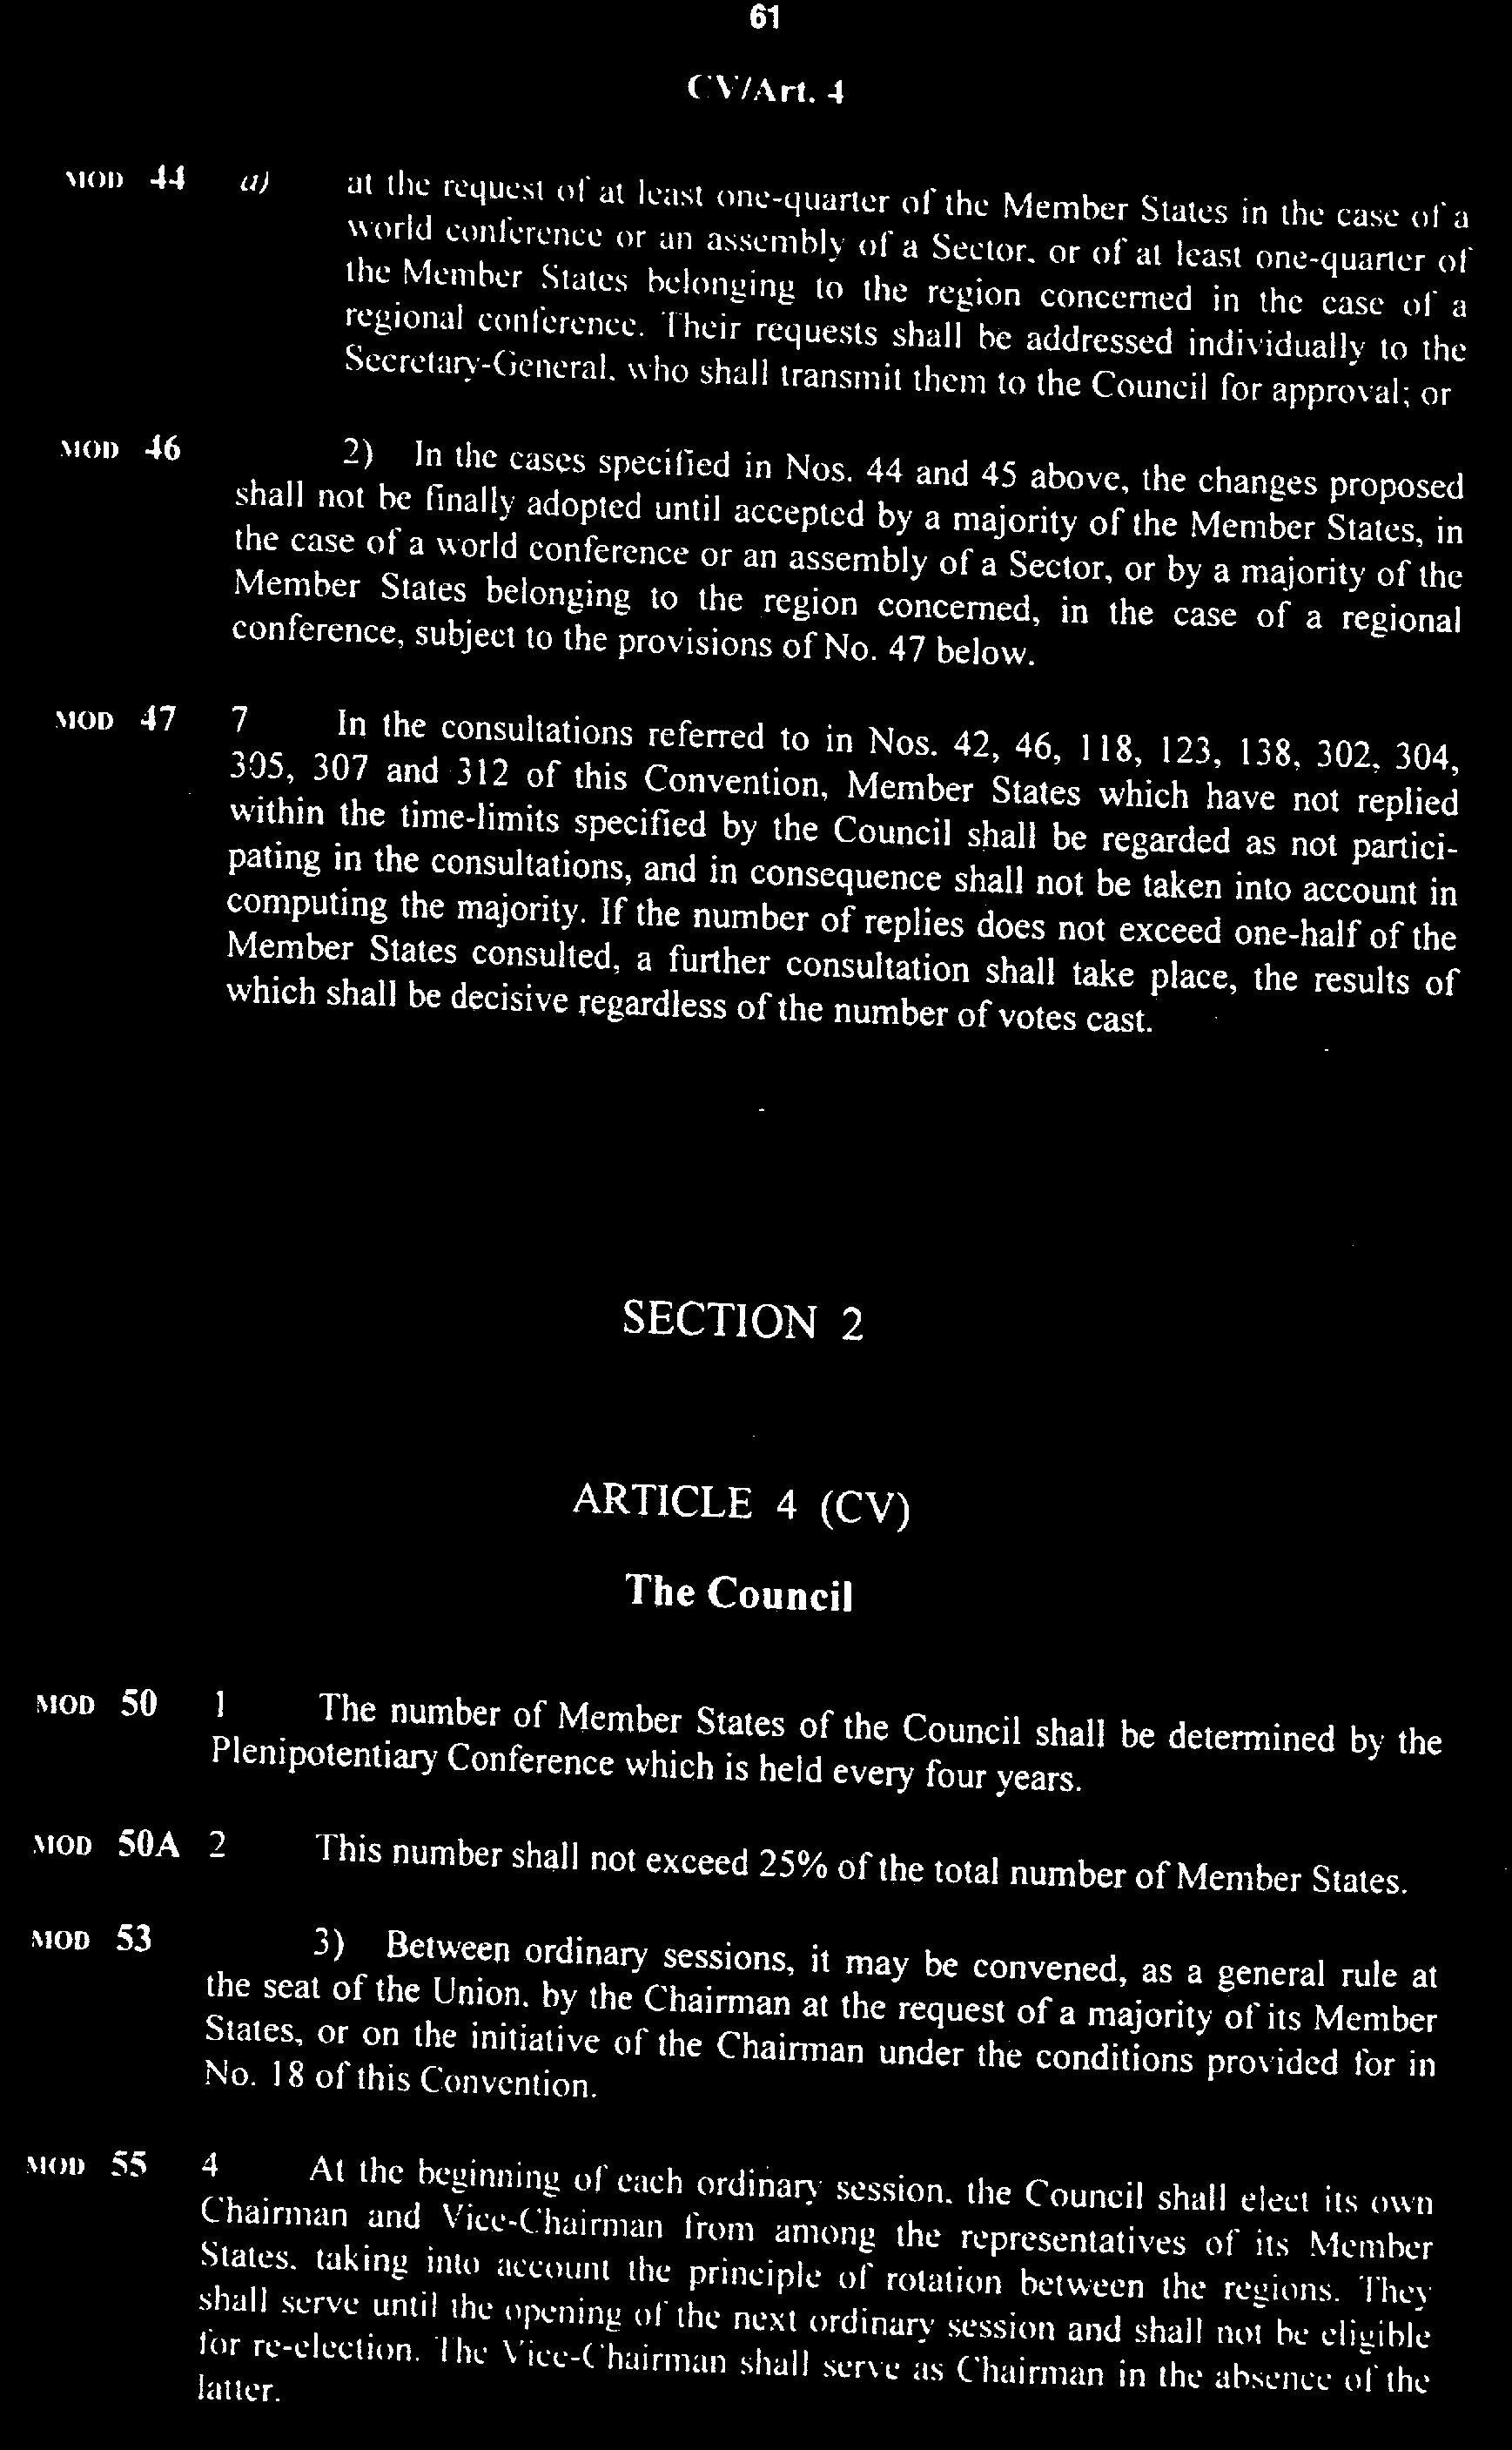 61
CV/Art. 4
MOD 44 a) at the request of at least one-quarter of the Member States in the case of a
world conference or an assembly of a Sector, or of at least one-quarter of
the Member States belonging to the region concerned in the case of a
regional conference. Their requests shall be addressed individually to the
Secretary-General, who shall transmit them to the Council for approval; or
MOD 46 2) In the cases specified in Nos. 44 and 45 above, the changes proposed
shall not be finally adopted until accepted by a majority of the Member States, in
the case of a world conference or an assembly of a Sector, or by a majority of the
Member States belonging to the region concerned, in the case of a regional
conference, subject to the provisions of No. 47 below.
MOD 47 7 In the consultations referred to in Nos. 42, 46, 118, 123, 138, 302, 304,
305, 307 and 312 of this Convention, Member States which have not replied
within the time-limits specified by the Council shall be regarded as not partici-
pating in the consultations, and in consequence shall not be taken into account in
computing the majority. If the number of replies does not exceed one-half of the
Member States consulted, a further consultation shall take place, the results of
which shall be decisive regardless of the number of votes cast.
SECTION 2
ARTICLE 4 (CV)
The Council
MOD 50 1 The number of Member States of the Council shall be determined by the
Plenipotentiary Conference which is held every four years.
MOD 50A 2 This number shall not exceed 25% of the total number of Member States.
MOD 53 3) Between ordinary sessions, it may be convened, as a general rule at
the seat of the Union, by the Chairman at the request of a majority of its Member
States, or on the initiative of the Chairman under the conditions provided for in
No. 18 of this Convention.
MOD 55 4 At the beginning of each ordinary session, the Council shall elect its own
Chairman and Vice-Chairman from among the representatives of its Member
States, taking into account the principle of rotation between the regions. They
shall serve until the opening of the next ordinary session and shall not be eligible
for re-election. The Vice-Chairman shall serve as Chairman in the absence of the
latter.